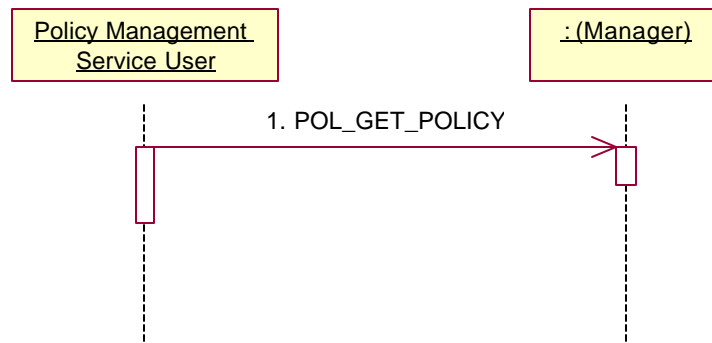 Policy Management
Service User
: (Manager)
1. POL_GET_POLICY